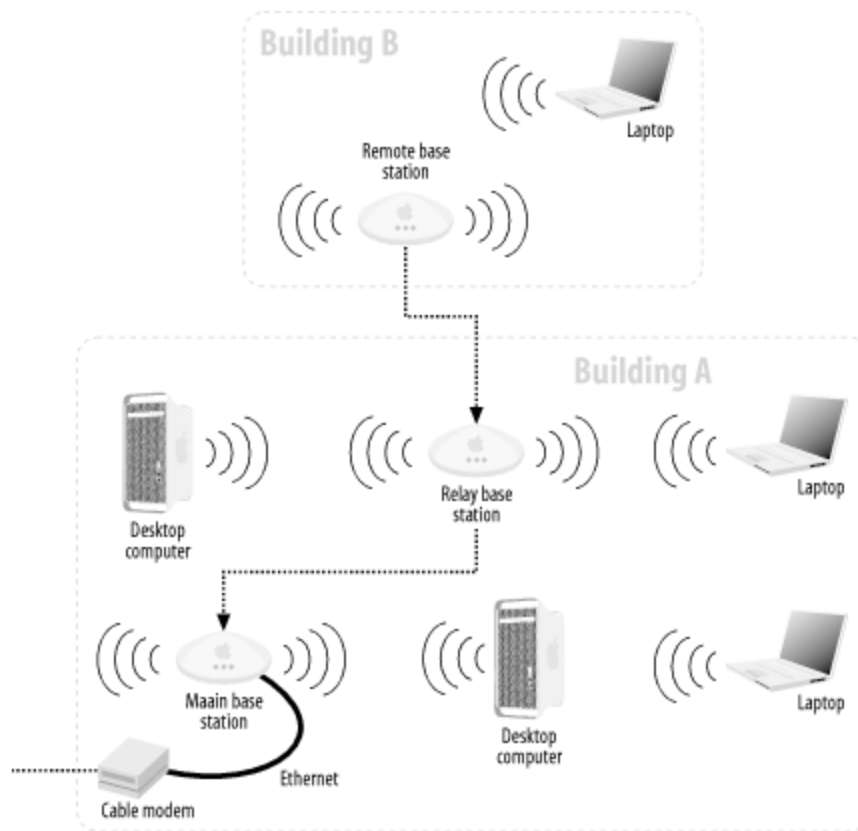 Building B
Laptop
Remote base
station
Building A
Desktop
computer
Relay base
station
Laptop
Maain base
station
Desktop
computer
Laptop
Ethernet
Cable modem